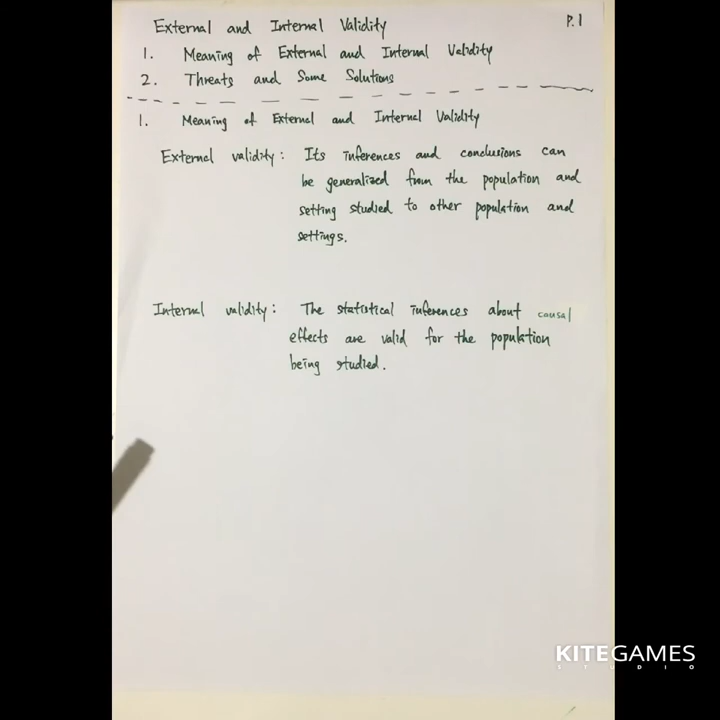 External and Internal Validity
P.1
1. Meaning of External and Internal Validity
2. Threats and Some Solutions
1. Meaning of External and Internal Validity
External validity: Its inferences and conclusions can
be generalized from the population and
setting studied to other population and
settings.
Internal validity: The statistical inferences about causal
effects are valid for the population
being studied.
KITEGAMES
STUDIO